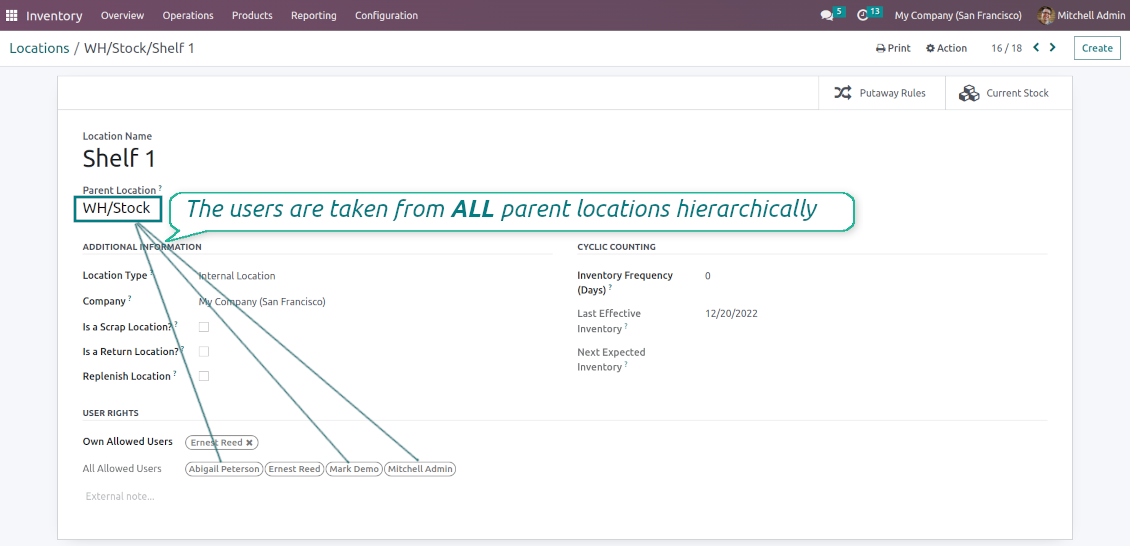 Inventory Overview Operations Products Reporting Configuration 5 13 My Company (San Francisco) Mitchell Admin
Locations / WH/Stock/Shelf 1 Print Action 16 / 18 Create
Putaway Rules Current Stock
Location Name
Shelf 1
Parent Location ?
WH/Stock
The users are taken from ALL parent locations hierarchically
ADDITIONAL INFORMATION
Location Type ? Internal Location
Company ? My Company (San Francisco)
Is a Scrap Location? ?
Is a Return Location? ?
Replenish Location ?
CYCLIC COUNTING
Inventory Frequency 0
(Days) ?
Last Effective 12/20/2022
Inventory ?
Next Expected
Inventory ?
USER RIGHTS
Own Allowed Users Ernest Reed ✖
All Allowed Users Abigail Peterson Ernest Reed Mark Demo Mitchell Admin
External note...